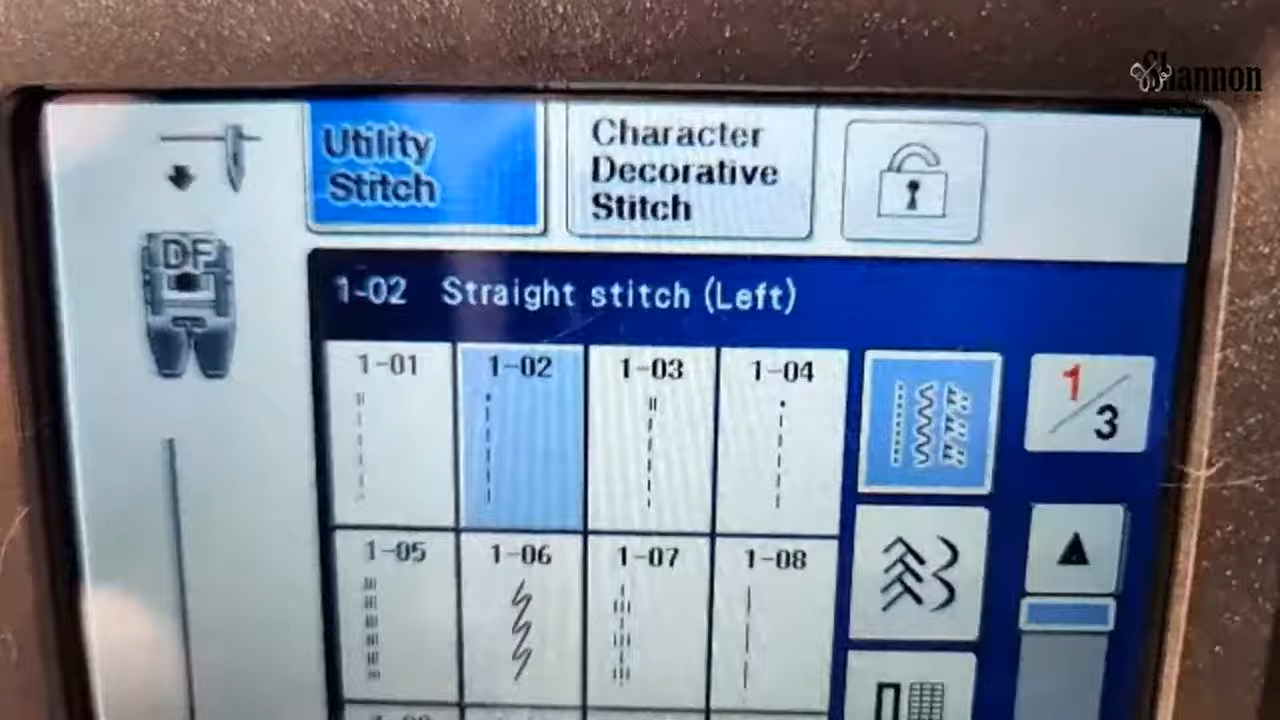 Shannon
Utility
Stitch
Character
Decorative
Stitch
DF
1-02 Straight stitch (Left)
1-01 1-02 1-03 1-04
1/3
1-05 1-06 1-07 1-08